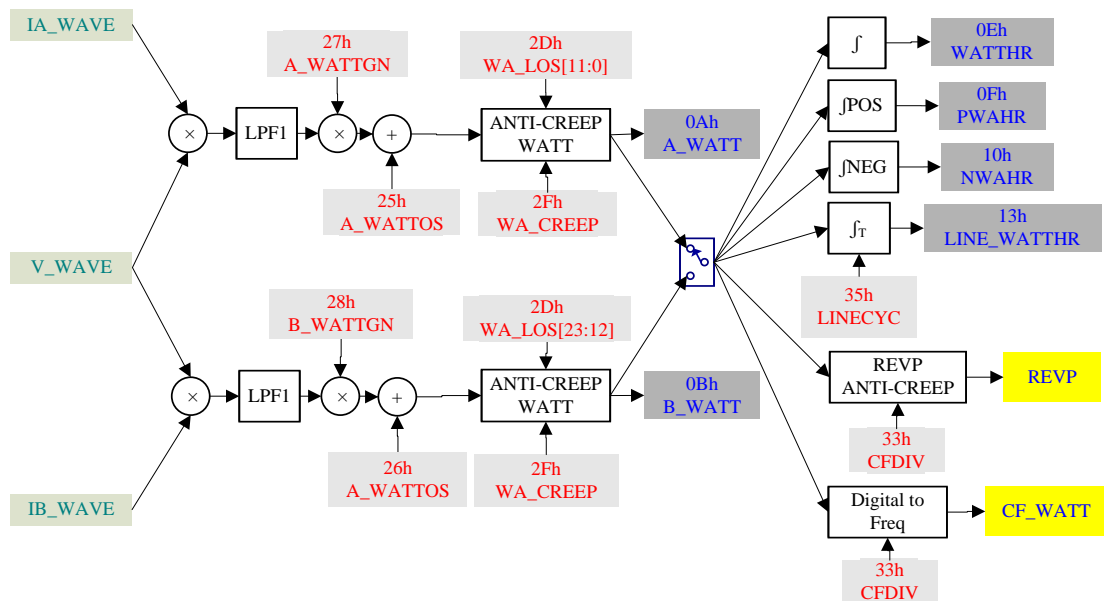 IA_WAVE
27h
A_WATTGN
2Dh
WA_LOS[11:0]
∫
0Eh
WATTHR
×
LPF1
×
+
ANTI-CREEP
WATT
0Ah
A_WATT
∫POS
0Fh
PWAHR
25h
A_WATTOS
2Fh
WA_CREEP
∫NEG
10h
NWAHR
∫T
13h
LINE_WATTHR
V_WAVE
35h
LINECYC
28h
B_WATTGN
2Dh
WA_LOS[23:12]
×
LPF1
×
+
ANTI-CREEP
WATT
0Bh
B_WATT
REVP
ANTI-CREEP
REVP
26h
A_WATTOS
2Fh
WA_CREEP
33h
CFDIV
IB_WAVE
Digital to
Freq
CF_WATT
33h
CFDIV